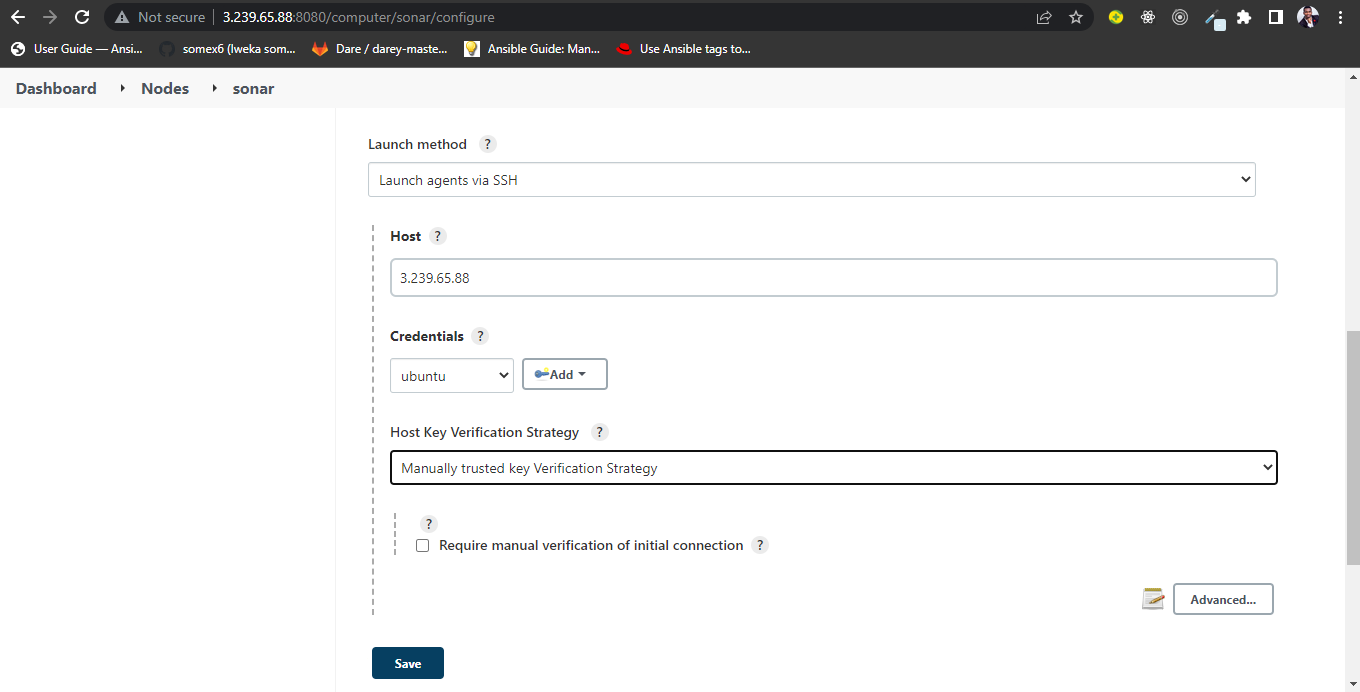 Not secure 3.239.65.88:8080/computer/sonar/configure
User Guide — Ansi... somex6 (Iweka som... Dare / darey-maste... Ansible Guide: Man... Use Ansible tags to...
Dashboard Nodes sonar
Launch method ?
Launch agents via SSH
Host ?
3.239.65.88
Credentials ?
ubuntu Add
Host Key Verification Strategy ?
Manually trusted key Verification Strategy
?
Require manual verification of initial connection ?
Advanced...
Save